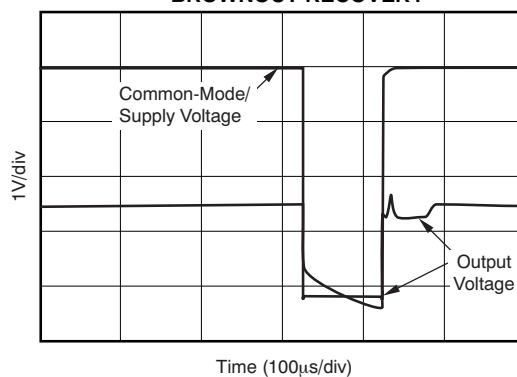 BROWNOUT RECOVERY
Common-Mode/
Supply Voltage
1V/div
Output
Voltage
Time (100μs/div)